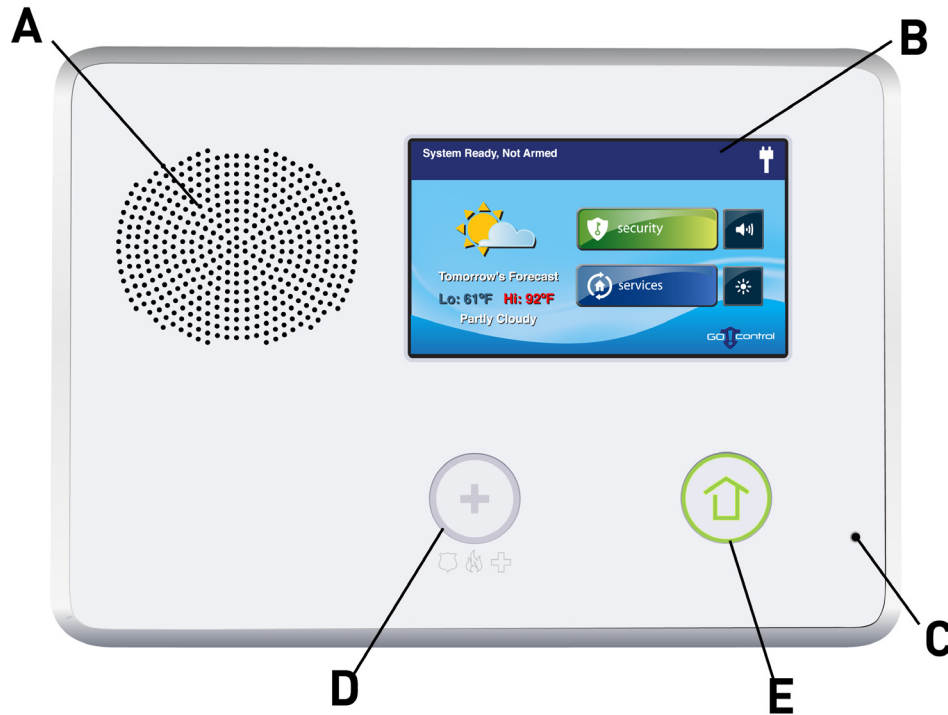 A
B
System Ready, Not Armed
security
Tomorrow's Forecast
services
Lo: 61°F Hi: 92°F
Partly Cloudy
GO control
C
D
E